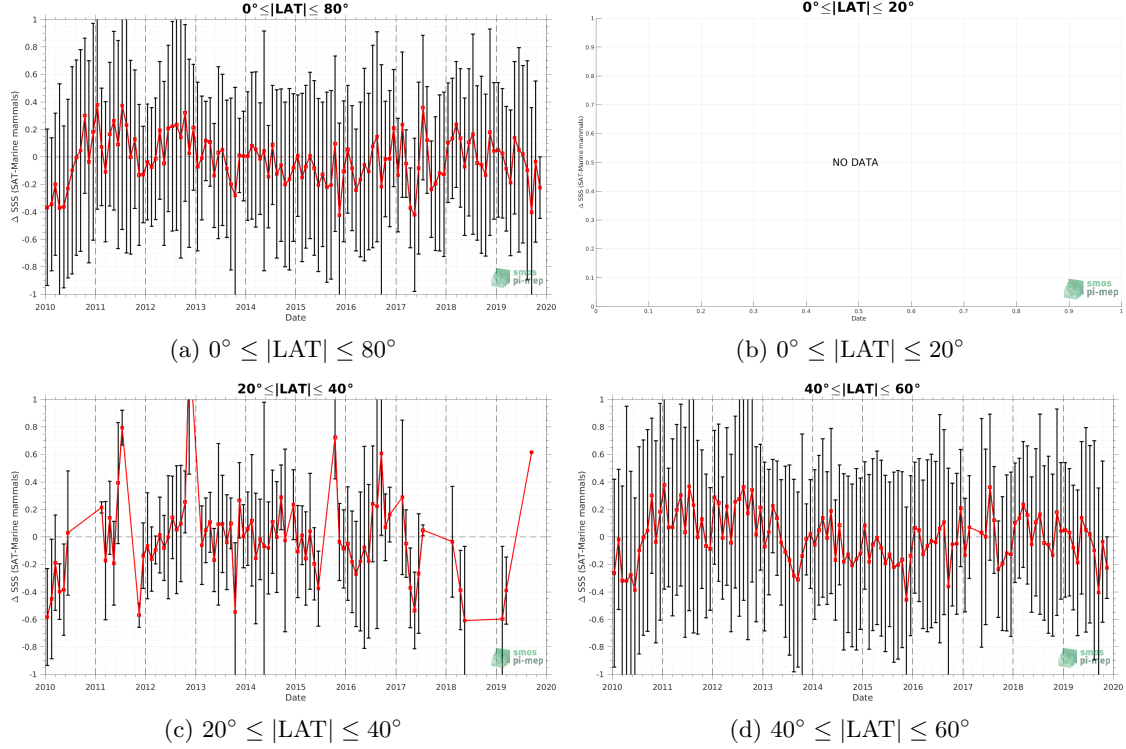 0°≤|LAT|≤ 80°
Δ SSS (SAT-Marine mammals)
1
0.8
0.6
0.4
0.2
0
-0.2
-0.4
-0.6
-0.8
-1
2010 2011 2012 2013 2014 2015 2016 2017 2018 2019 2020
Date
smos
pi-mep
(a) 0° ≤ |LAT| ≤ 80°
0°≤|LAT|≤ 20°
Δ SSS (SAT-Marine mammals)
1
0.9
0.8
0.7
0.6
0.5
0.4
0.3
0.2
0.1
0
NO DATA
0 0.1 0.2 0.3 0.4 0.5 0.6 0.7 0.8 0.9 1
Date
smos
pi-mep
(b) 0° ≤ |LAT| ≤ 20°
20°≤|LAT|≤ 40°
Δ SSS (SAT-Marine mammals)
1
0.8
0.6
0.4
0.2
0
-0.2
-0.4
-0.6
-0.8
-1
2010 2011 2012 2013 2014 2015 2016 2017 2018 2019 2020
Date
smos
pi-mep
(c) 20° ≤ |LAT| ≤ 40°
40°≤|LAT|≤ 60°
Δ SSS (SAT-Marine mammals)
1
0.8
0.6
0.4
0.2
0
-0.2
-0.4
-0.6
-0.8
-1
2010 2011 2012 2013 2014 2015 2016 2017 2018 2019 2020
Date
smos
pi-mep
(d) 40° ≤ |LAT| ≤ 60°